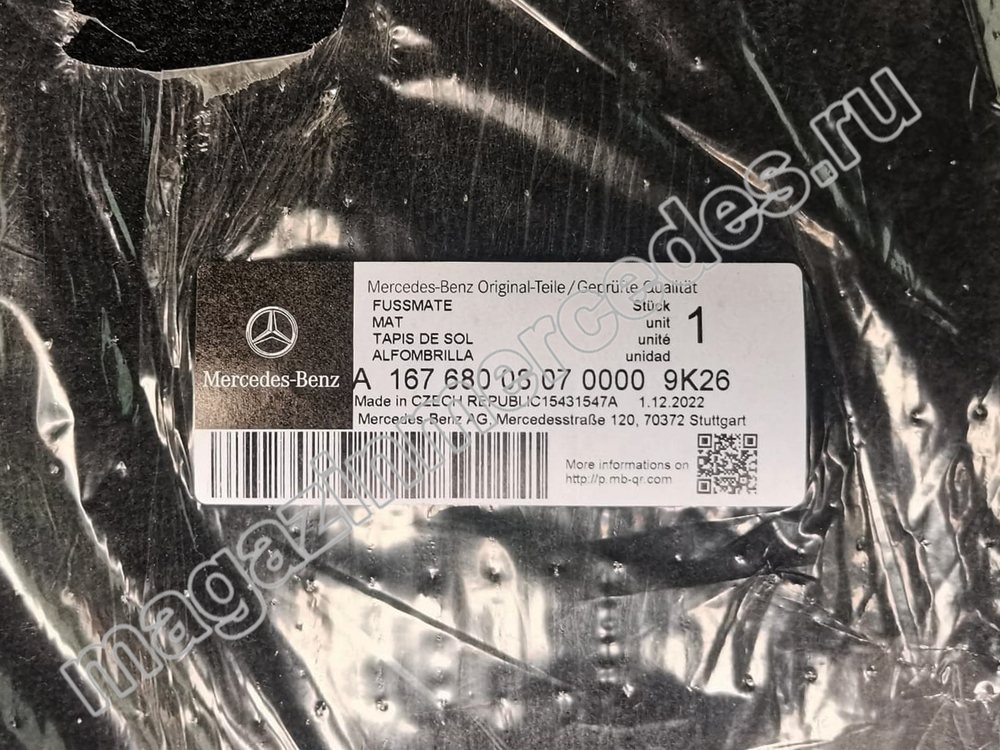 Mercedes-Benz Original-Teile/Geprüfte Qualität
FUSSMATE Stück
MAT unit 1
TAPIS DE SOL unité
ALFOMBRILLA unidad
Mercedes-Benz
A 167 680 06 07 0000 9K26
Made in CZECH REPUBLIC15431547A 1.12.2022
Mercedes-Benz AG, Mercedesstraße 120, 70372 Stuttgart
More informations on
http://p.mb-qr.com
magazinmercedes.ru